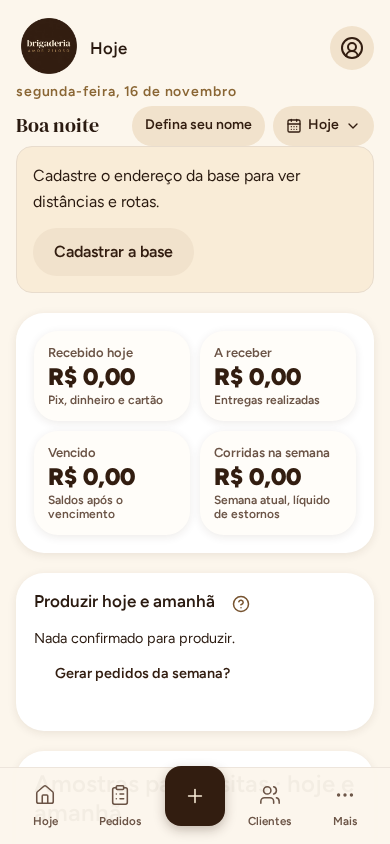 brigaderia
Hoje
segunda-feira, 16 de novembro
Boa noite
Defina seu nome
Hoje
Cadastre o endereço da base para ver
distâncias e rotas.
Cadastrar a base
Recebido hoje
R$ 0,00
Pix, dinheiro e cartão
A receber
R$ 0,00
Entregas realizadas
Vencido
R$ 0,00
Saldos após o
vencimento
Corridas na semana
R$ 0,00
Semana atual, líquido
de estornos
Produzir hoje e amanhã
Nada confirmado para produzir.
Gerar pedidos da semana?
Amostras
hoje e
Hoje
Pedidos
Clientes
Mais